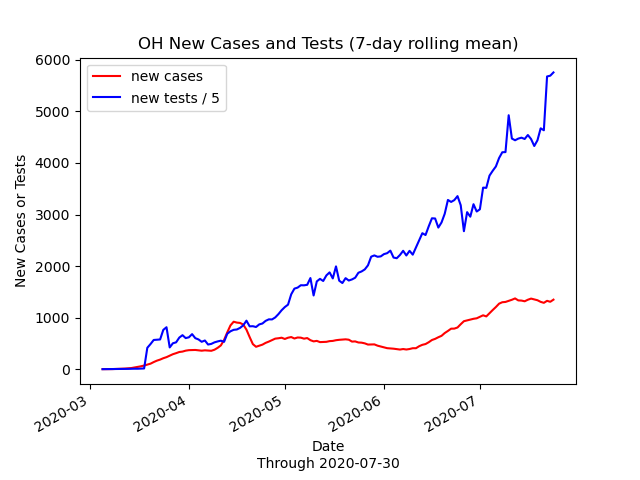 OH New Cases and Tests (7-day rolling mean)
new cases
new tests / 5
New Cases or Tests
6000
5000
4000
3000
2000
1000
0
2020-03
2020-04
2020-05
2020-06
2020-07
Date
Through 2020-07-30